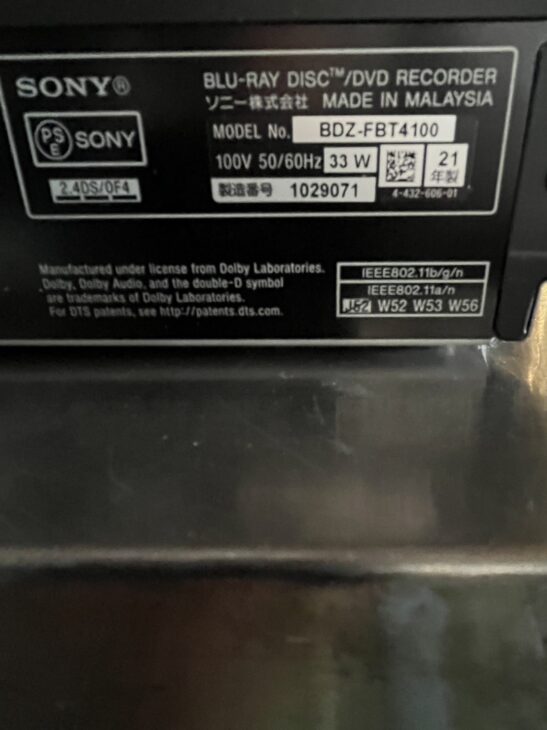 SONY®
BLU-RAY DISC™/DVD RECORDER
ソニー株式会社 MADE IN MALAYSIA
PS
E
SONY
MODEL No. BDZ-FBT4100
100V 50/60Hz 33 W
21
年製
2.4DS/OF4
製造番号 1029071
4-432-606-01
Manufactured under license from Dolby Laboratories.
Dolby, Dolby Audio, and the double-D symbol
are trademarks of Dolby Laboratories.
For DTS patents, see http://patents.dts.com.
IEEE802.11b/g/n
IEEE802.11a/n
J52 W52 W53 W56